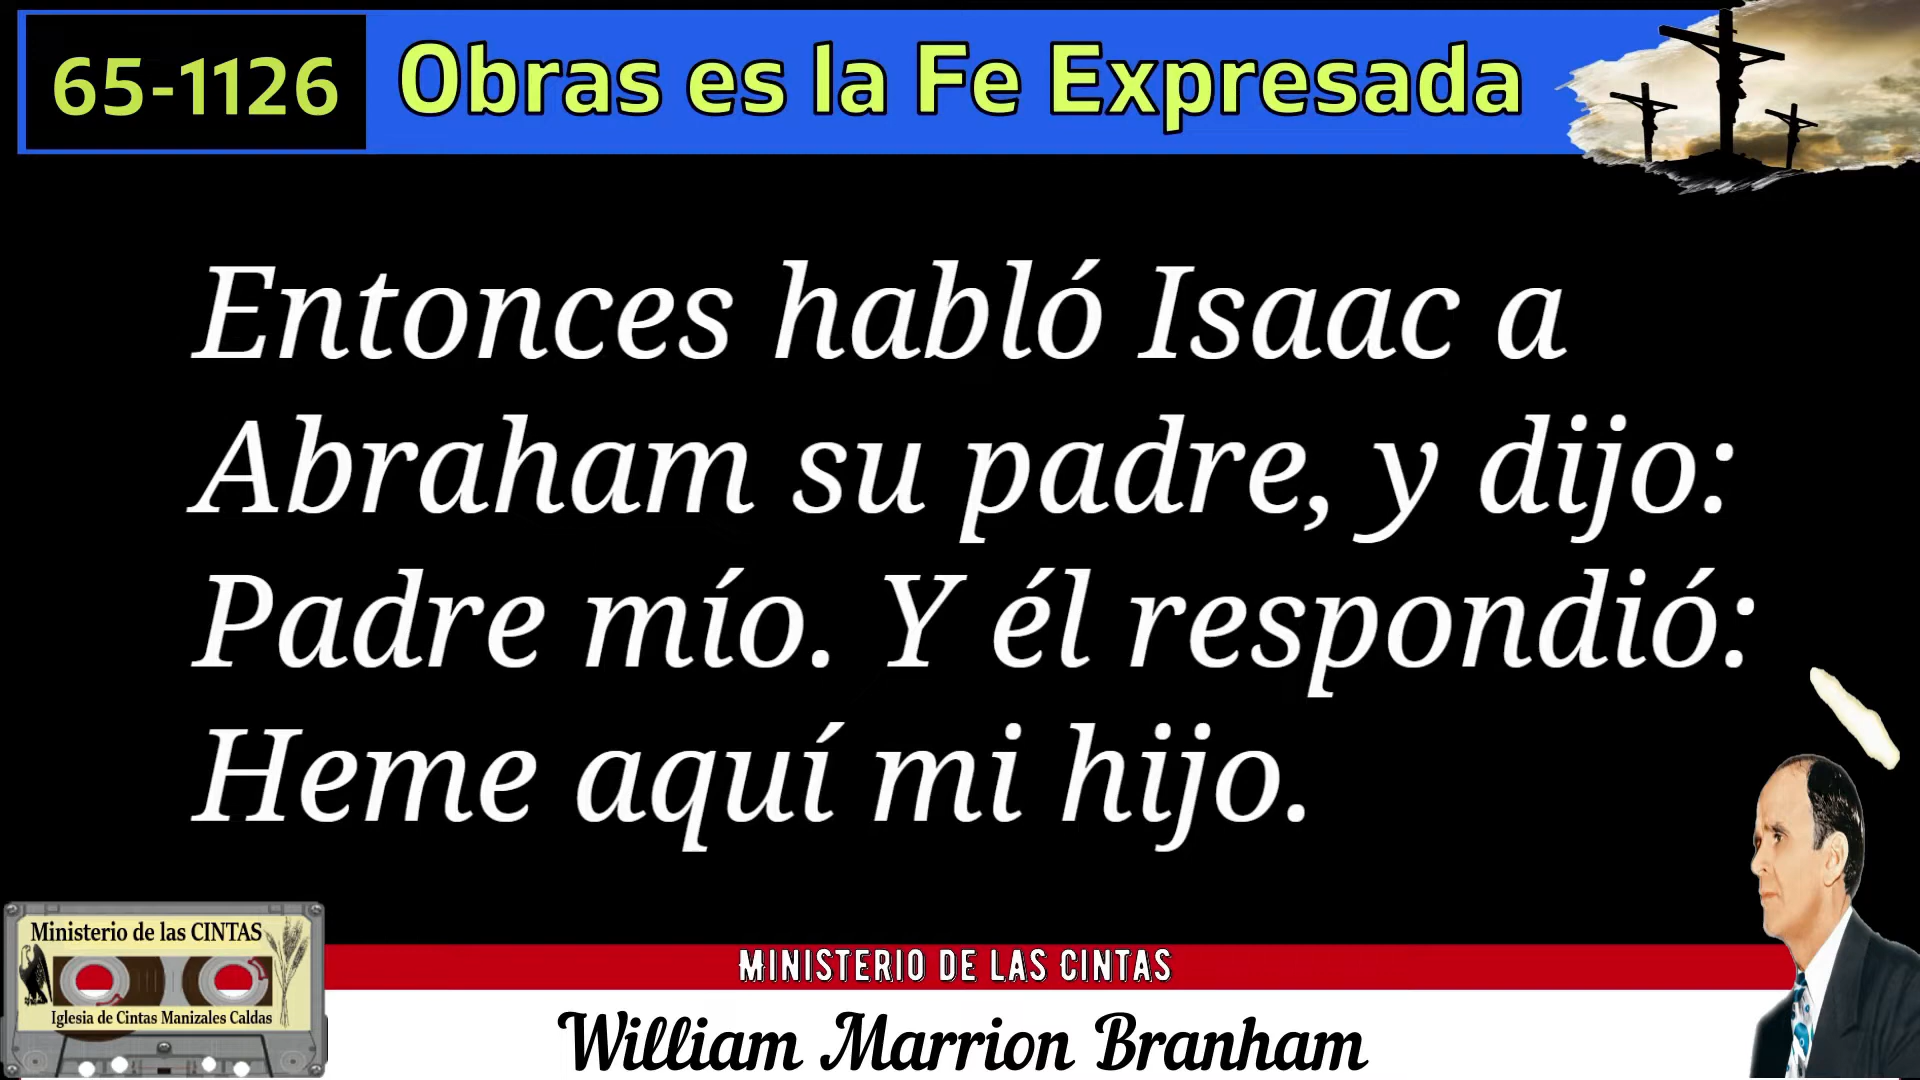 65-1126
Obras es la Fe Expresada
Entonces habló Isaac a
Abraham su padre, y dijo:
Padre mío. Y él respondió:
Heme aquí mi hijo.
Ministerio de las CINTAS
Iglesia de Cintas Manizales Caldas
MINISTERIO DE LAS CINTAS
William Marrion Branham